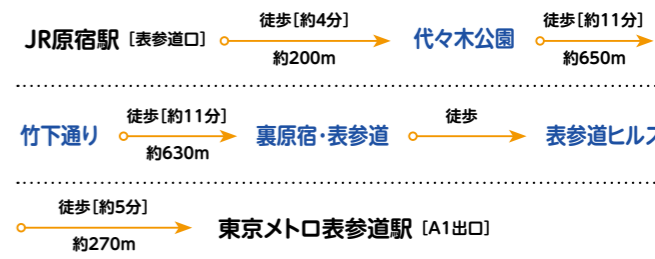 徒歩[約4分] 徒歩[約11分]
JR原宿駅 [表参道口] 代々木公園
約200m 約650m
徒歩[約11分] 徒歩
竹下通り 裏原宿・表参道 表参道ヒル
約630m
徒歩[約5分]
東京メトロ表参道駅 [A1出口]
約270m